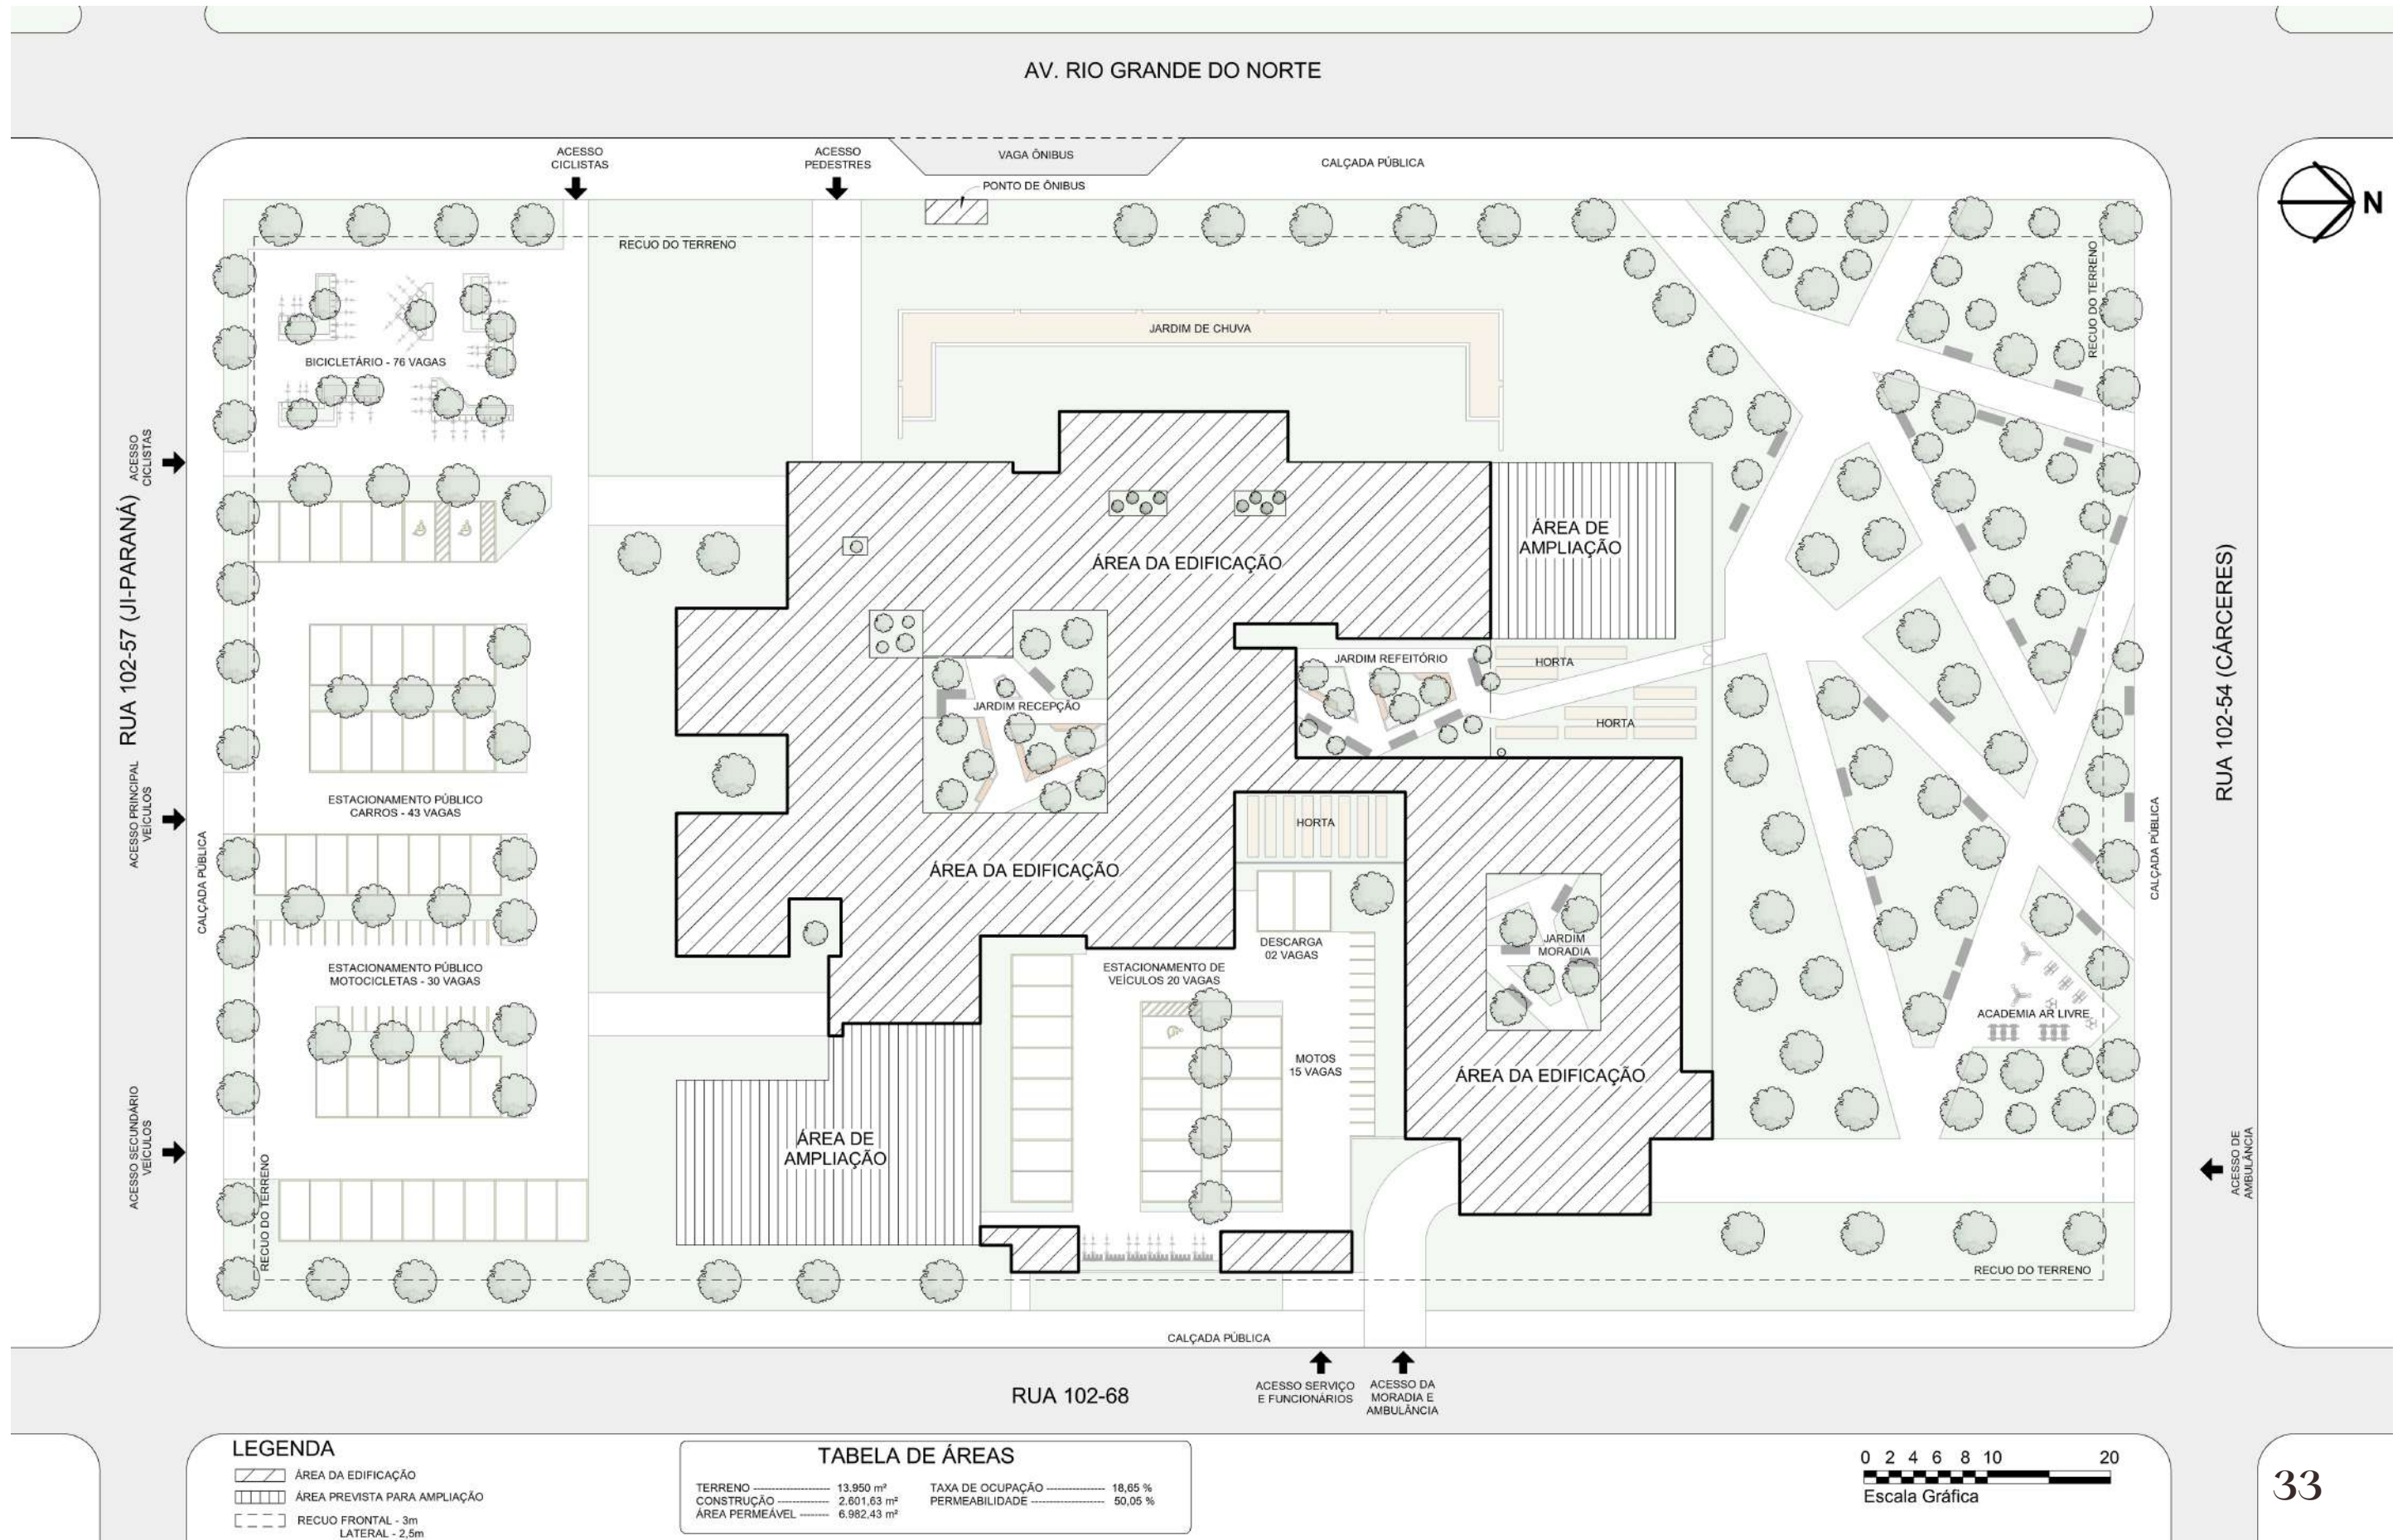 AV. RIO GRANDE DO NORTE
ACESSO
CICLISTAS
ACESSO
PEDESTRES
VAGA ÔNIBUS
CALÇADA PÚBLICA
PONTO DE ÔNIBUS
N
RECUO DO TERRENO
RECUO DO TERRENO
JARDIM DE CHUVA
BICICLETÁRIO - 76 VAGAS
ACESSO
CICLISTAS
RUA 102-57 (JI-PARANÁ)
ÁREA DE
AMPLIAÇÃO
ÁREA DA EDIFICAÇÃO
RUA 102-54 (CÁRCERES)
JARDIM REFEITÓRIO
HORTA
JARDIM RECEPÇÃO
HORTA
ACESSO PRINCIPAL
VEÍCULOS
ESTACIONAMENTO PÚBLICO
CARROS - 43 VAGAS
HORTA
CALÇADA PÚBLICA
CALÇADA PÚBLICA
ÁREA DA EDIFICAÇÃO
DESCARGA
02 VAGAS
JARDIM
MORADIA
ESTACIONAMENTO PÚBLICO
MOTOCICLETAS - 30 VAGAS
ESTACIONAMENTO DE
VEÍCULOS 20 VAGAS
ACADEMIA AR LIVRE
MOTOS
15 VAGAS
ÁREA DA EDIFICAÇÃO
ACESSO SECUNDÁRIO
VEÍCULOS
ÁREA DE
AMPLIAÇÃO
ACESSO DE
AMBULÂNCIA
RECUO DO TERRENO
RECUO DO TERRENO
CALÇADA PÚBLICA
RUA 102-68
ACESSO SERVIÇO
E FUNCIONÁRIOS
ACESSO DA
MORADIA E
AMBULÂNCIA
LEGENDA
ÁREA DA EDIFICAÇÃO
ÁREA PREVISTA PARA AMPLIAÇÃO
RECUO FRONTAL - 3m
LATERAL - 2,5m
TABELA DE ÁREAS
TERRENO ---------------- 13.950 m²
CONSTRUÇÃO ----------- 2.601,63 m²
ÁREA PERMEÁVEL ------- 6.982,43 m²
TAXA DE OCUPAÇÃO ------------- 18,65 %
PERMEABILIDADE -------------------- 50,05 %
0 2 4 6 8 10 20
Escala Gráfica
33